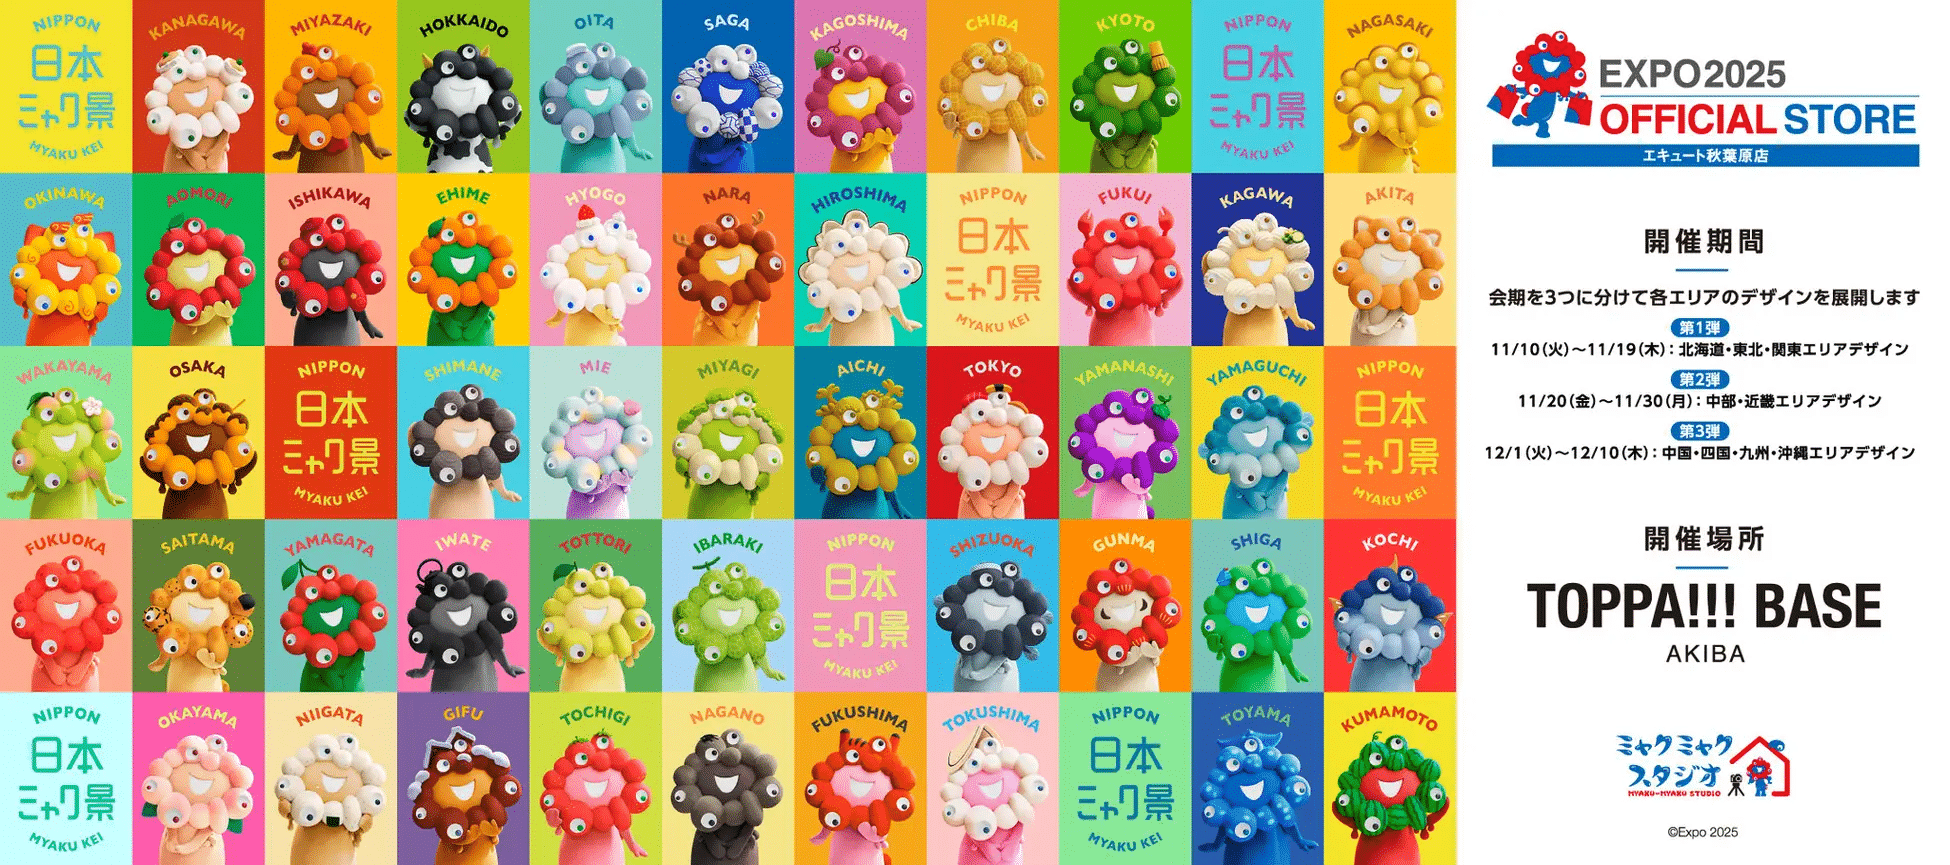 NIPPON
日本
ミャク景
MYAKU KEI
KANAGAWA
MIYAZAKI
HOKKAIDO
OITA
SAGA
KAGOSHIMA
CHIBA
KYOTO
NIPPON
日本
ミャク景
MYAKU KEI
NAGASAKI
OKINAWA
AOMORI
ISHIKAWA
EHIME
HYOGO
NARA
HIROSHIMA
NIPPON
日本
ミャク景
MYAKU KEI
FUKUI
KAGAWA
AKITA
WAKAYAMA
OSAKA
NIPPON
日本
ミャク景
MYAKU KEI
SHIMANE
MIE
MIYAGI
AICHI
TOKYO
YAMANASHI
YAMAGUCHI
NIPPON
日本
ミャク景
MYAKU KEI
FUKUOKA
SAITAMA
YAMAGATA
IWATE
TOTTORI
IBARAKI
NIPPON
日本
ミャク景
MYAKU KEI
SHIZUOKA
GUNMA
SHIGA
KOCHI
NIPPON
日本
ミャク景
MYAKU KEI
OKAYAMA
NIIGATA
GIFU
TOCHIGI
NAGANO
FUKUSHIMA
TOKUSHIMA
NIPPON
日本
ミャク景
MYAKU KEI
TOYAMA
KUMAMOTO
EXPO2025
OFFICIAL STORE
エキュート秋葉原店
開催期間
会期を3つに分けて各エリアのデザインを展開します
第1弾
11/10(火)〜11/19(木):北海道・東北・関東エリアデザイン
第2弾
11/20(金)〜11/30(月):中部・近畿エリアデザイン
第3弾
12/1(火)〜12/10(木):中国・四国・九州・沖縄エリアデザイン
開催場所
TOPPA!!! BASE
AKIBA
ミャクミャク
スタジオ
MYAKU-MYAKU STUDIO
©Expo 2025